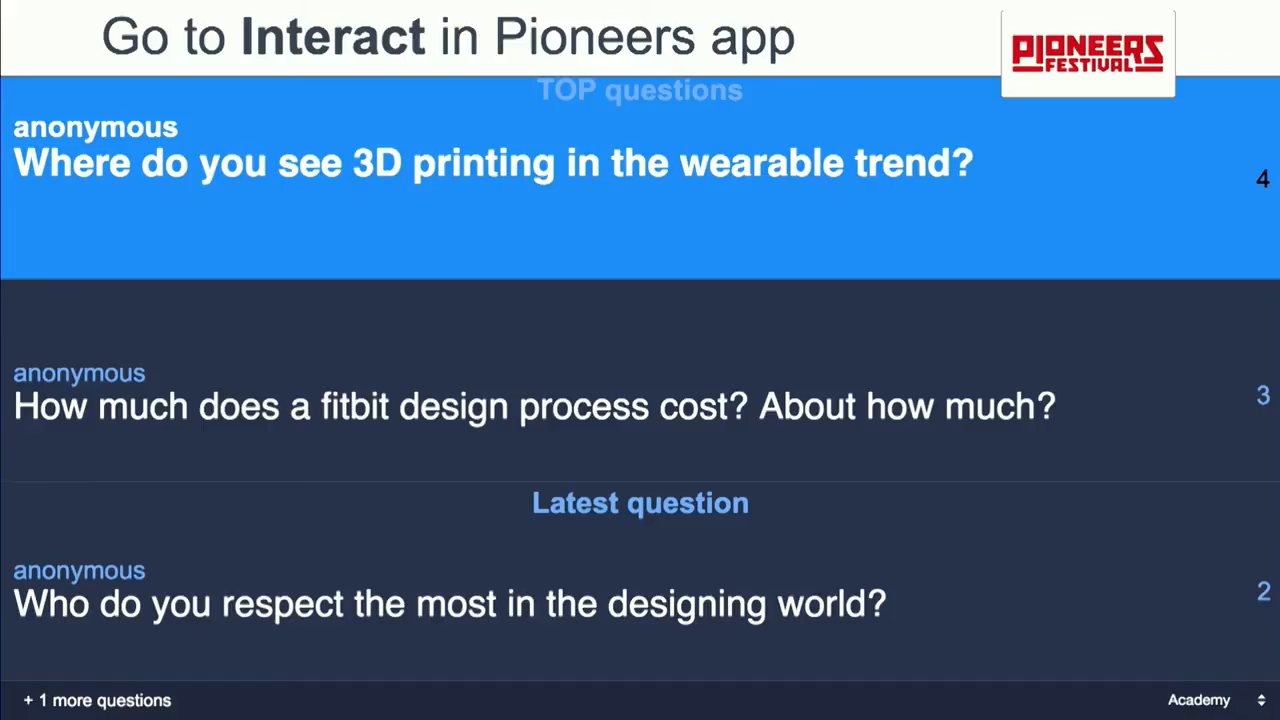 Go to Interact in Pioneers app
PIONEERS
FESTIVAL
TOP questions
anonymous
Where do you see 3D printing in the wearable trend?
4
anonymous
How much does a fitbit design process cost? About how much?
3
Latest question
anonymous
Who do you respect the most in the designing world?
2
+ 1 more questions
Academy